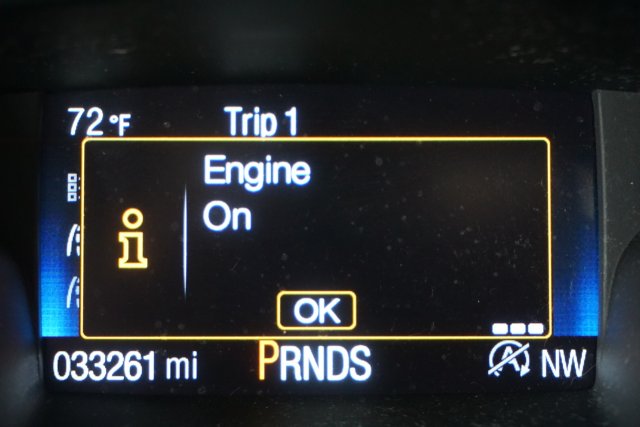 72°F Trip 1
Engine
On
OK
033261 mi PRNDS A NW